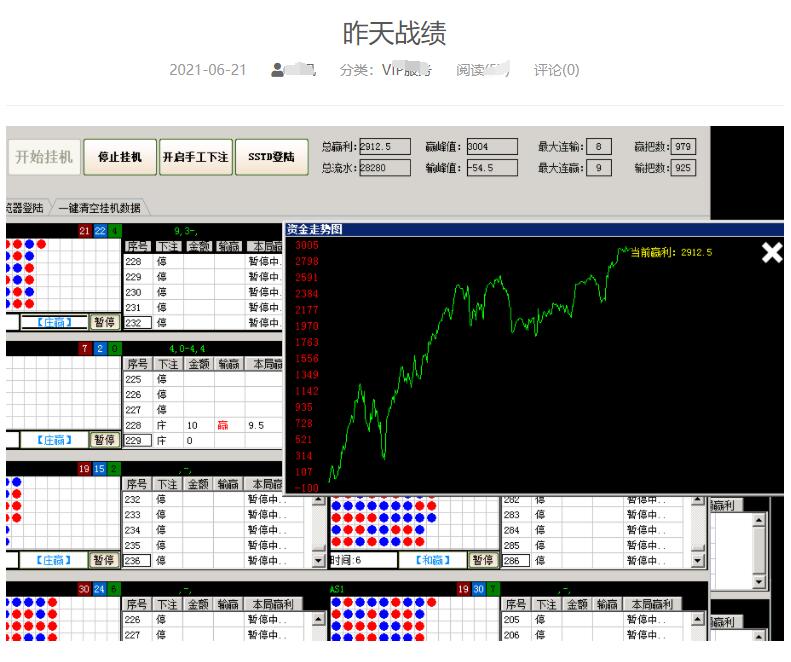 昨天战绩
2021-06-21 分类: VIP服务 阅读 评论(0)
开始挂机 停止挂机 开启手工下注 SSTD登陆
总赢利: 2912.5 赢峰值: 3004 最大连输: 8 赢把数: 979
总流水: 28280 输峰值: -54.5 最大连赢: 9 输把数: 925
览器登陆 一键清空挂机数据
21 22 4 9,3-,
序号 下注 金额 输赢 本局赢
228 停 暂停中.
229 停 暂停中.
230 停 暂停中.
231 停 暂停中.
【庄赢】 暂停 232 停 暂停中.
7 2 0 4,0-4,4
序号 下注 金额 输赢 本局赢
225 停
226 停
227 停
228 庄 10 赢 9.5
【庄赢】 暂停 229 庄 0
资金走势图
当前赢利: 2912.5
3005
2798
2591
2384
2177
1970
1763
1556
1349
1142
935
728
521
314
107
-100
19 15 2 ,-,
序号 下注 金额 输赢 本局赢利
232 停 暂停中..
233 停 暂停中..
234 停 暂停中..
235 停 暂停中..
【庄赢】 暂停 236 停 暂停中..
282 停 暂停中..
283 停 暂停中..
284 停 暂停中..
285 停 暂停中..
时间:6 【和赢】 暂停 286 停 暂停中..
赢利
30 24 6 ,-,
序号 下注 金额 输赢 本局赢利
226 停 暂停中..
227 停 暂停中..
AS1 19 30 7 ,-,
序号 下注 金额 输赢 本局赢利
205 停 暂停中..
206 停 暂停中..
赢利